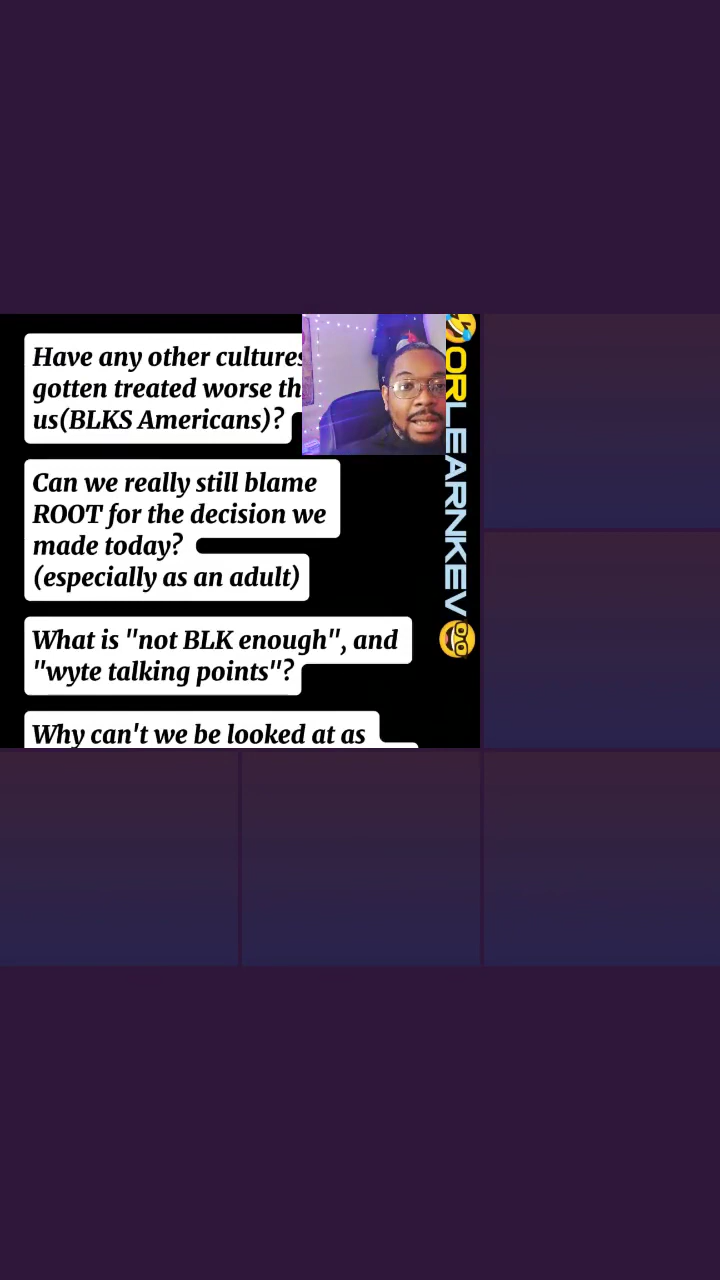 Have any other cultures
gotten treated worse
us(BLKS Americans)?
Can we really still blame
ROOT for the decision we
made today?
(especially as an adult)
What is "not BLK enough", and
"wyte talking points"?
Why can't we be looked at as
ORLEARNKEV